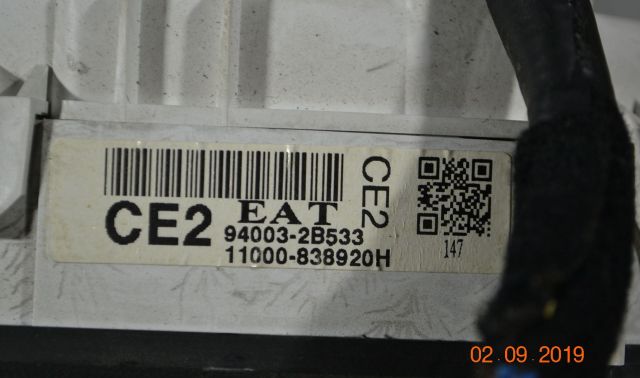 CE2 EAT CE2
94003-2B533
11000-838920H
147
02.09.2019